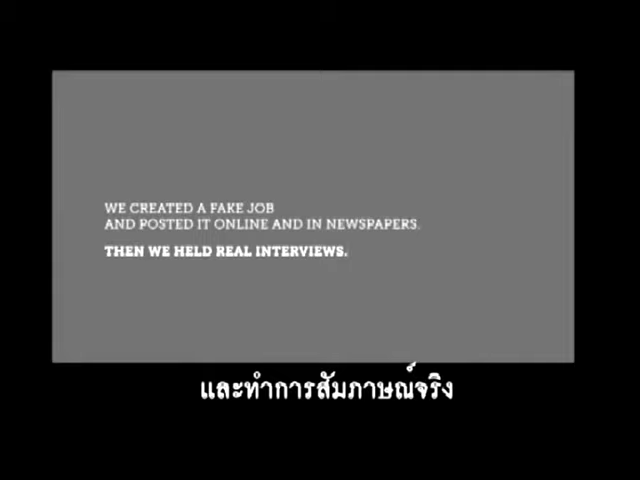 WE CREATED A FAKE JOB
AND POSTED IT ONLINE AND IN NEWSPAPERS.
THEN WE HELD REAL INTERVIEWS.
และทำการสัมภาษณ์จริง